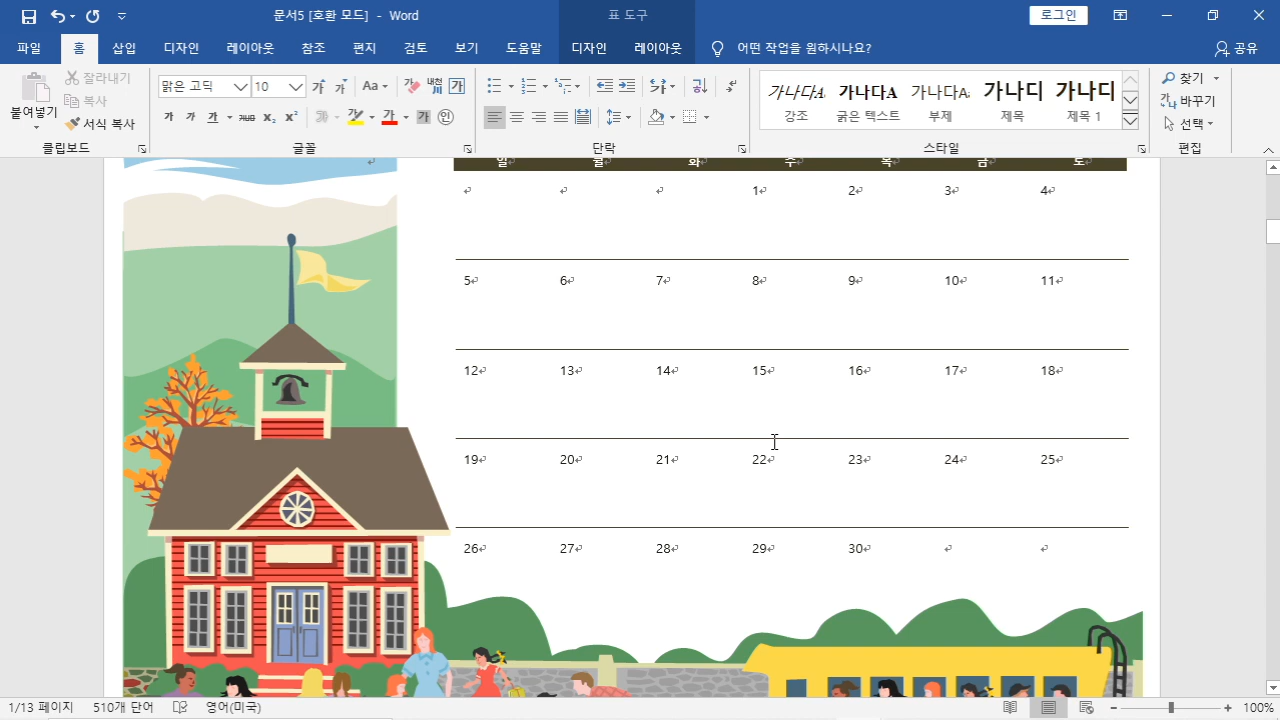 문서5 [호환 모드] - Word
표 도구
로그인
파일 홈 삽입 디자인 레이아웃 참조 편지 검토 보기 도움말 디자인 레이아웃 어떤 작업을 원하시나요? 공유
붙여넣기
잘라내기
복사
서식 복사
클립보드
맑은 고딕 10
글꼴
단락
가나다A 가나다A 가나다A 가나디 가나디
강조 굵은 텍스트 부제 제목 제목 1
스타일
찾기
바꾸기
선택
편집
일 월 화 수 목 금 토
1 2 3 4
5 6 7 8 9 10 11
12 13 14 15 16 17 18
19 20 21 22 23 24 25
26 27 28 29 30
1/13 페이지 510개 단어 영어(미국) 100%